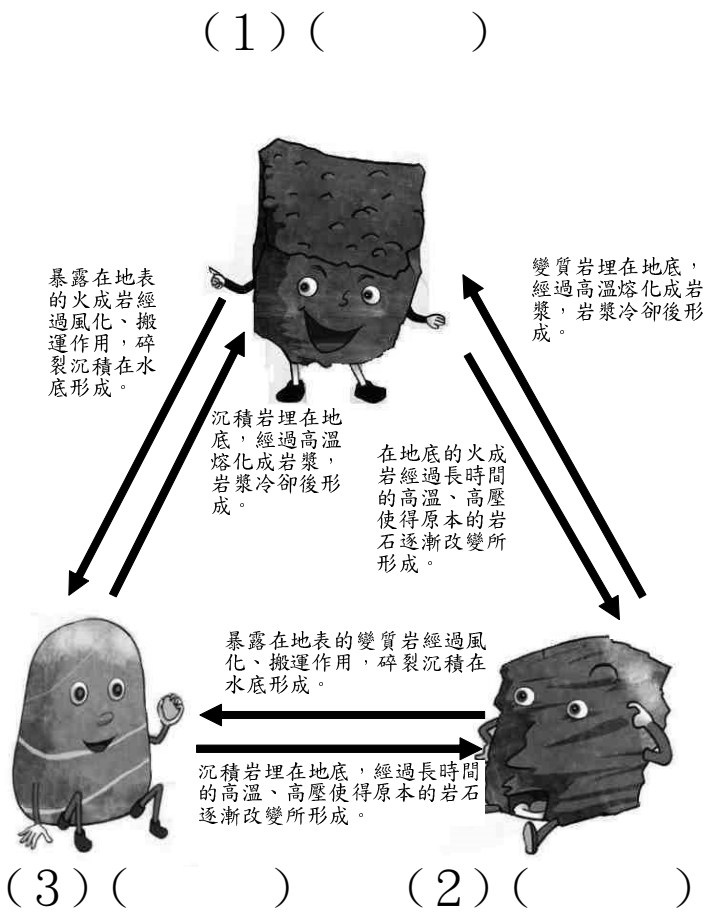 （1）（　　　）
暴露在地表
的火成岩經
過風化、搬
運作用，碎
裂沉積在水
底形成。
變質岩埋在地底，
經過高溫熔化成岩
漿，岩漿冷卻後形
成。
沉積岩埋在地
底，經過高溫
熔化成岩漿，
岩漿冷卻後形
成。
在地底的火成
岩經過長時間
的高溫、高壓
使得原本的岩
石逐漸改變所
形成。
暴露在地表的變質岩經過風
化、搬運作用，碎裂沉積在
水底形成。
沉積岩埋在地底，經過長時間
的高溫、高壓使得原本的岩石
逐漸改變所形成。
（3）（　　　）
（2）（　　　）